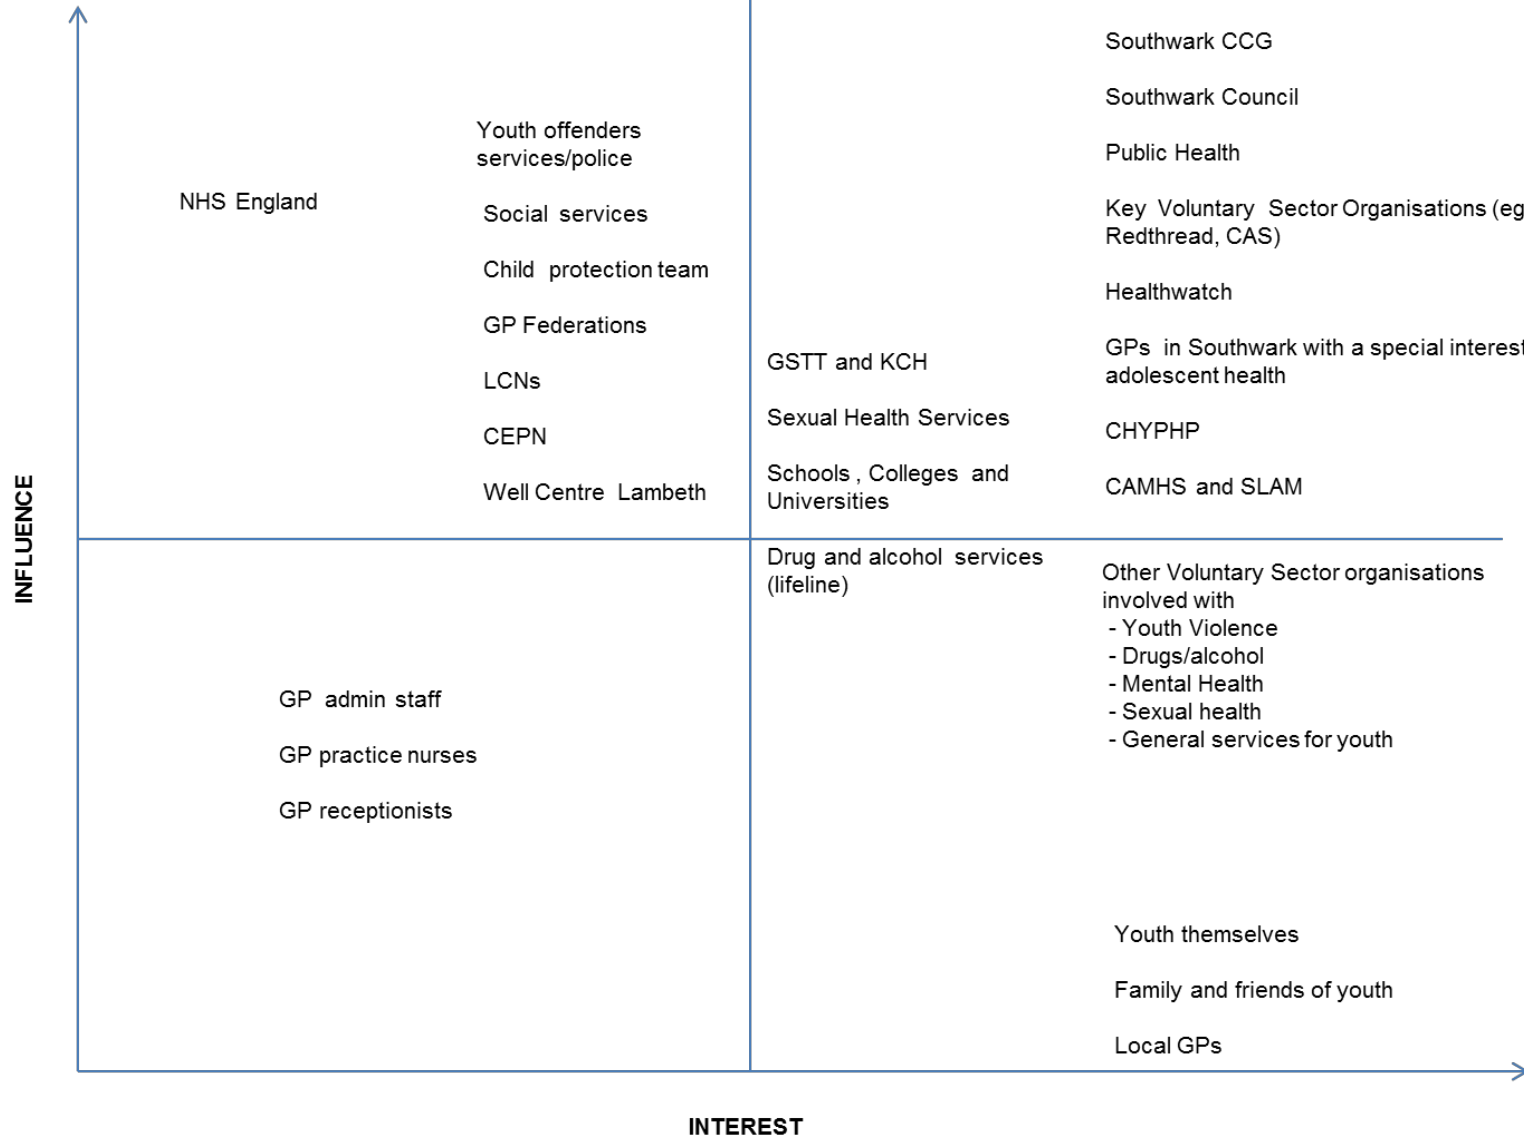 INFLUENCE
NHS England
Youth offenders
services/police
Social services
Child protection team
GP Federations
LCNs
CEPN
Well Centre Lambeth
GSTT and KCH
Sexual Health Services
Schools , Colleges and
Universities
Southwark CCG
Southwark Council
Public Health
Key Voluntary Sector Organisations (eg
Redthread, CAS)
Healthwatch
GPs in Southwark with a special interest
adolescent health
CHYPHP
CAMHS and SLAM
GP admin staff
GP practice nurses
GP receptionists
Drug and alcohol services
(lifeline)
Other Voluntary Sector organisations
involved with
- Youth Violence
- Drugs/alcohol
- Mental Health
- Sexual health
- General services for youth
Youth themselves
Family and friends of youth
Local GPs
INTEREST